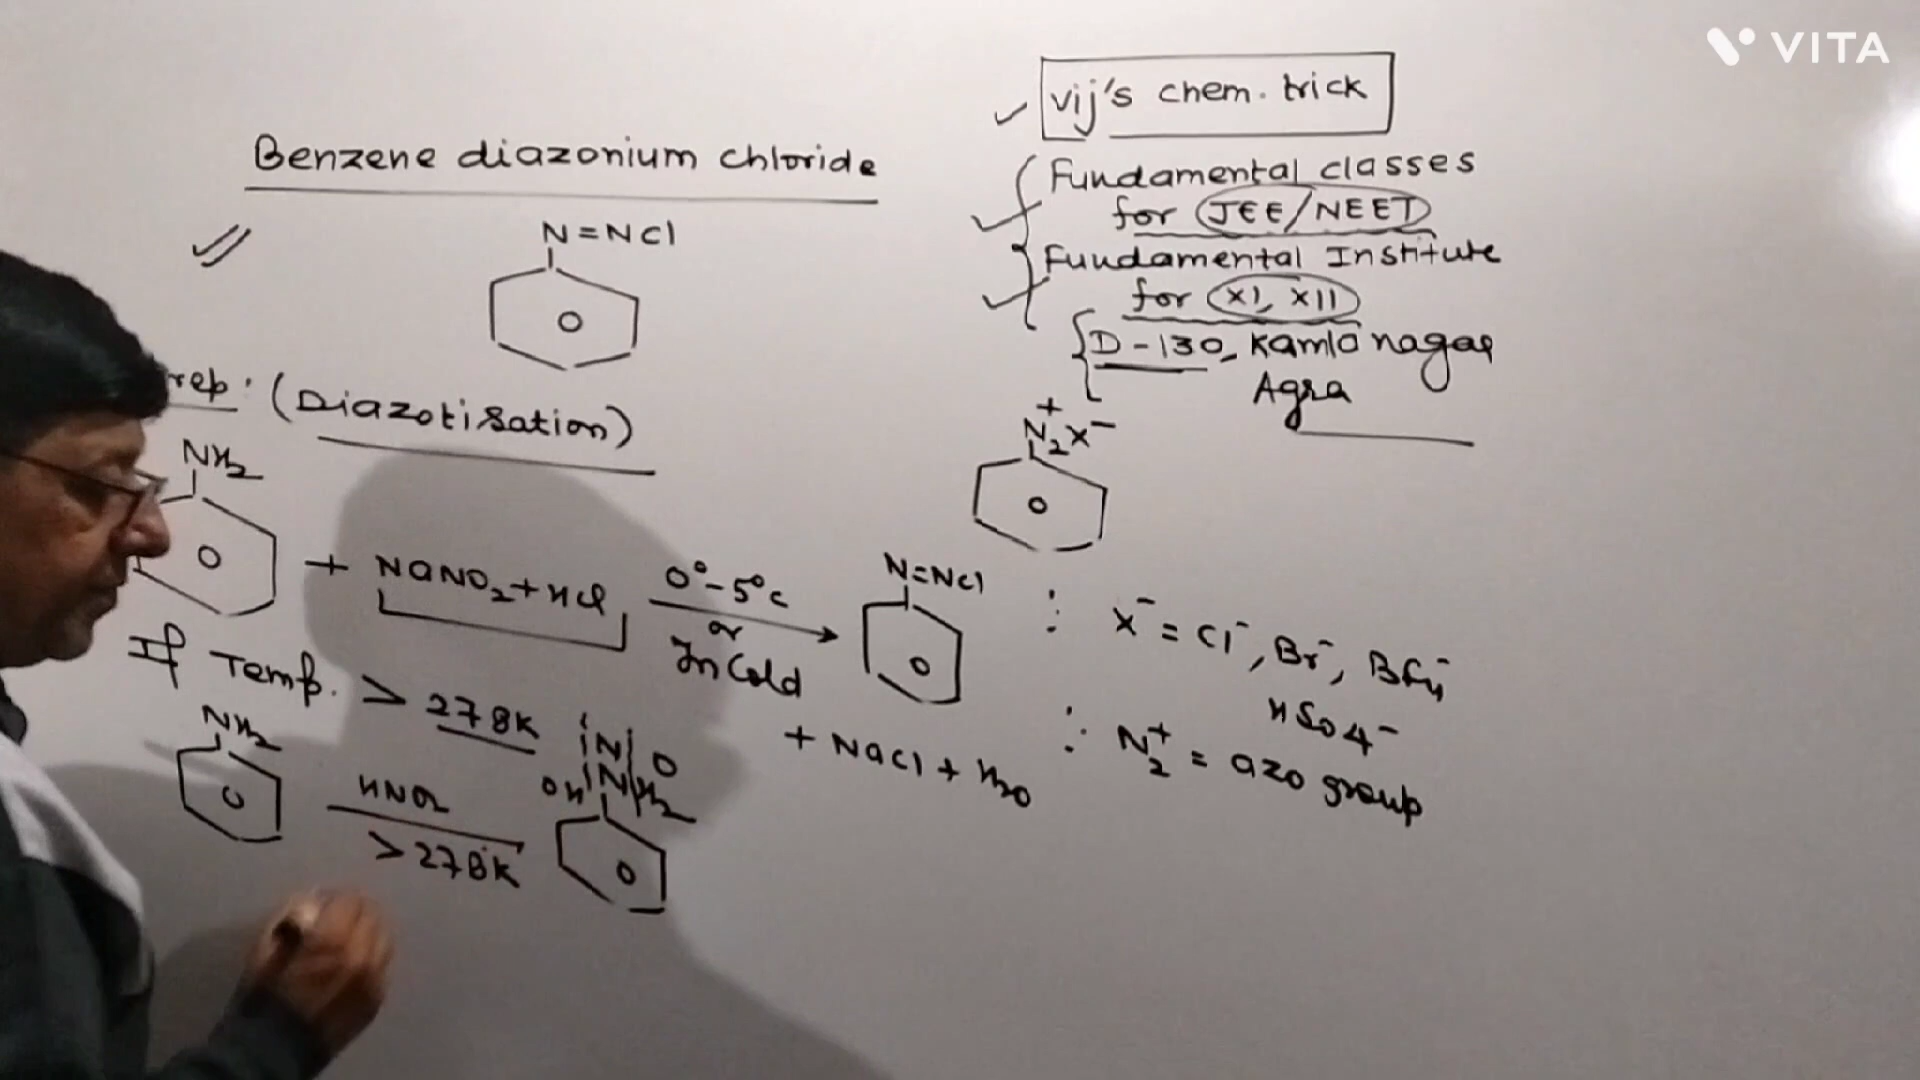 VITA
vij's chem. trick
Fundamental classes
for JEE/NEET
Fundamental Institute
for XI, XII
D-130, Kamla nagar
Agra
Benzene diazonium chloride
N=NCl
rep: (Diazotisation)
NH₂
+ NaNO₂+HCl
0°-5°c
or
In Cold
N=NCl
+ NaCl + H₂O
N₂⁺X⁻
∴ X⁻ = Cl⁻, Br⁻, BF₄⁻
HSO₄⁻
∴ N₂⁺ = azo group
If Temp. > 278K
NH₂
HNO₂
>278K
N O
OH N H₂